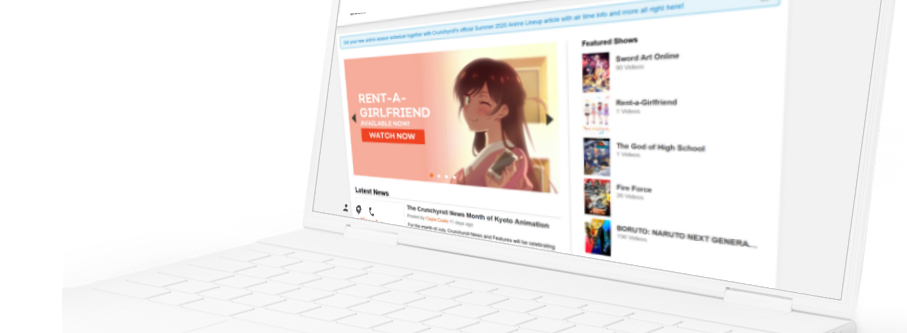 Get your new anime season schedule together with Crunchyroll's official Summer 2020 Anime Lineup article with air time info and more all right here!
RENT-A-
GIRLFRIEND
AVAILABLE NOW!
WATCH NOW
Latest News
The Crunchyroll News Month of Kyoto Animation
Posted by
11 days ago
For the month of July, Crunchyroll News and Features will be celebrating
Featured Shows
Sword Art Online
Videos
Rent-a-Girlfriend
1 Videos
The God of High School
1 Videos
Fire Force
Videos
BORUTO: NARUTO NEXT GENERA...
Videos